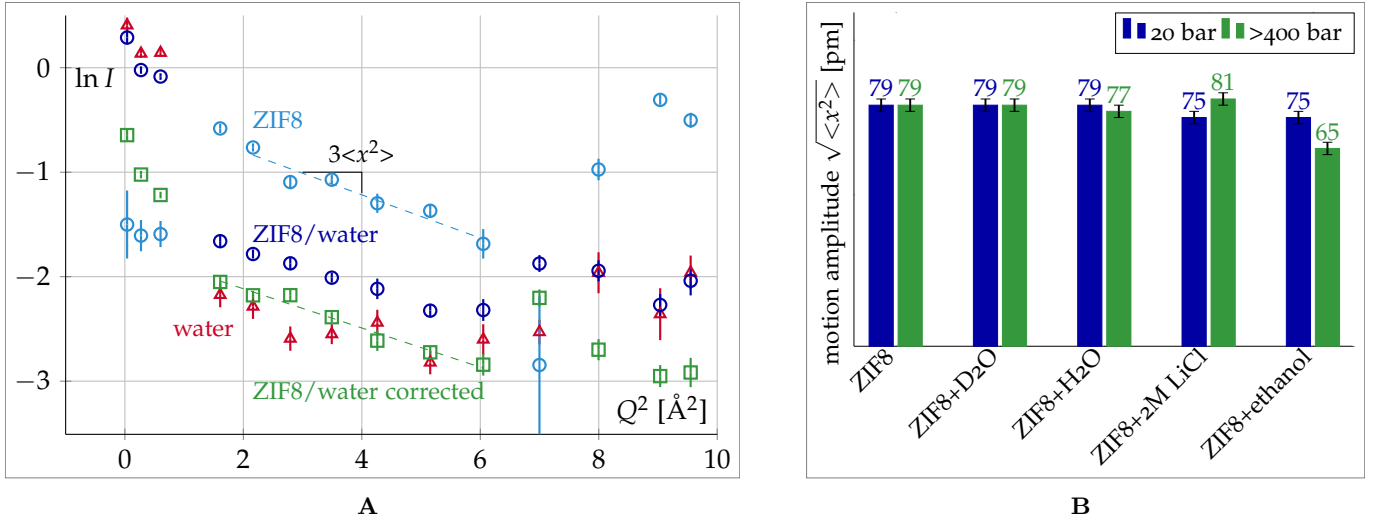 ln I
0
−1
−2
−3
ZIF8
3<x²>
ZIF8/water
water
ZIF8/water corrected
Q² [Å²]
0 2 4 6 8 10
A
motion amplitude √<x²> [pm]
20 bar >400 bar
79 79 79 79 79 77 75 81 75 65
ZIF8
ZIF8+D2O
ZIF8+H2O
ZIF8+2M LiCl
ZIF8+ethanol
B